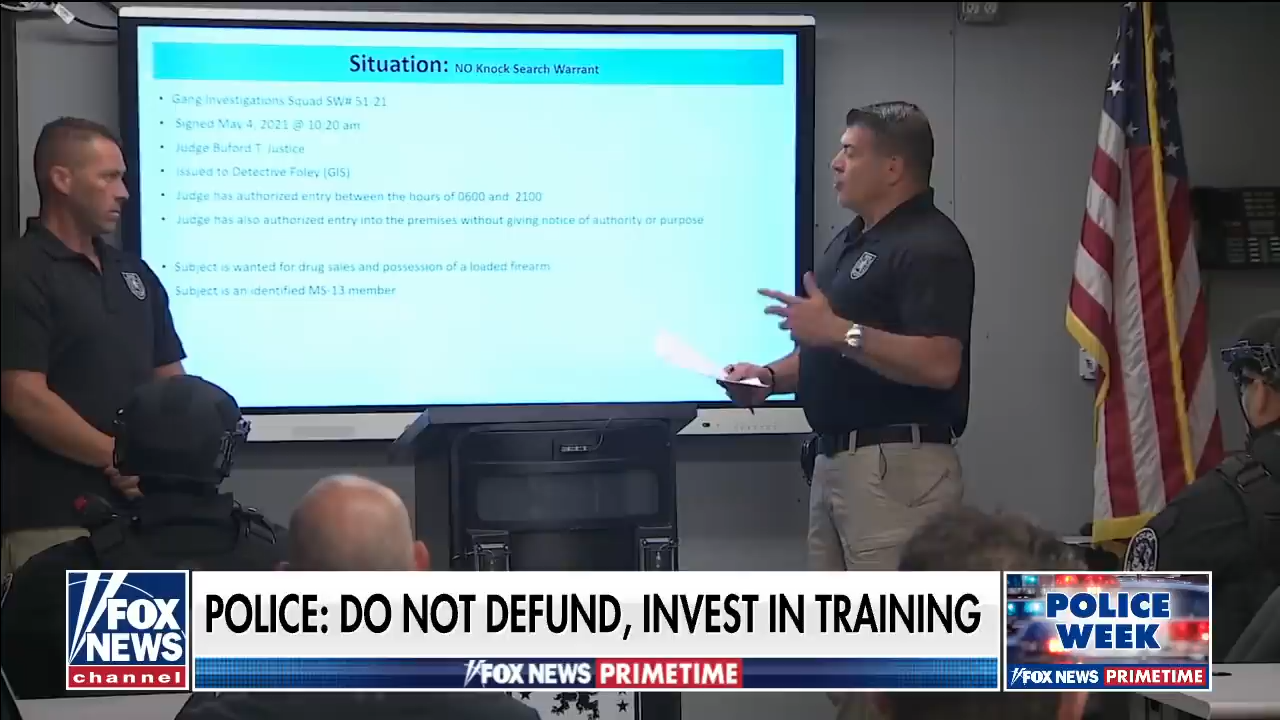 Situation: NO Knock Search Warrant
• Gang Investigations Squad SW# 51-21
• Signed May 4, 2021 @ 10:20 am
• Judge Buford T. Justice
• Issued to Detective Foley (GIS)
• Judge has authorized entry between the hours of 0600 and 2100
• Judge has also authorized entry into the premises without giving notice of authority or purpose
• Subject is wanted for drug sales and possession of a loaded firearm
Subject is an identified MS-13 member
FOX
NEWS
channel
POLICE: DO NOT DEFUND, INVEST IN TRAINING
FOX NEWS PRIMETIME
POLICE
WEEK
FOX NEWS PRIMETIME